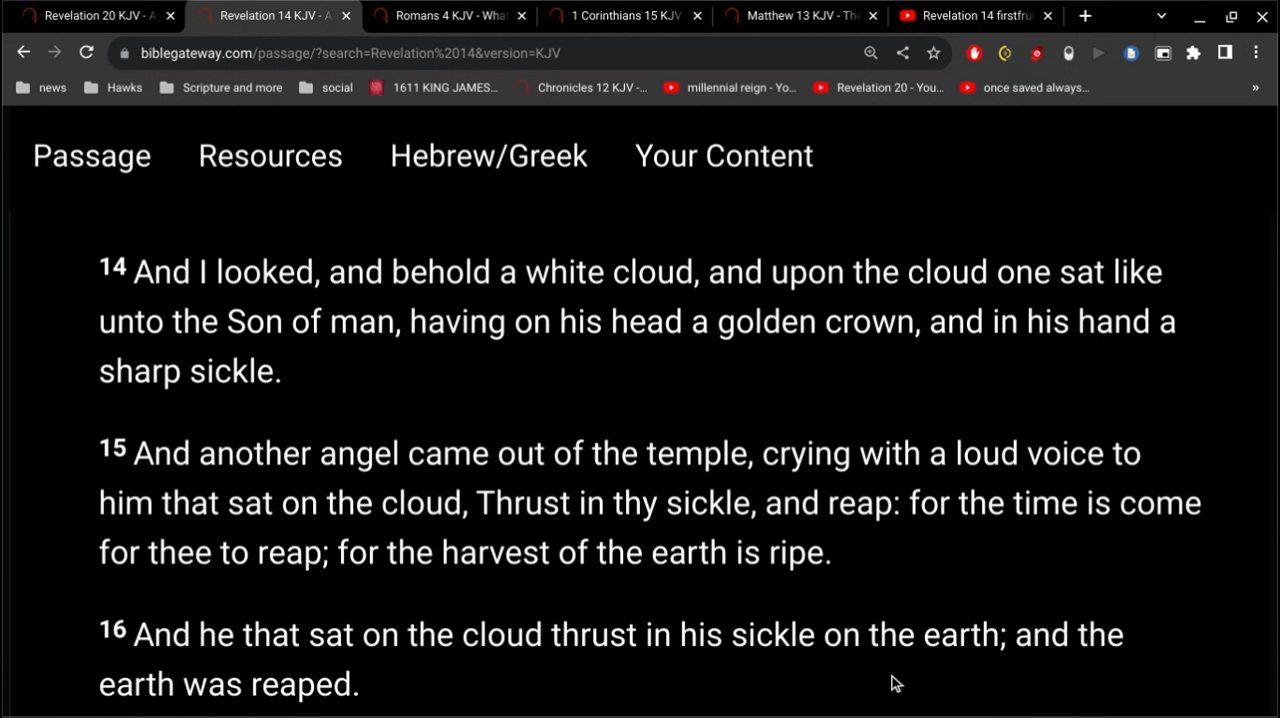 Revelation 20 KJV - A
Revelation 14 KJV - A
Romans 4 KJV - What
1 Corinthians 15 KJV
Matthew 13 KJV - The
Revelation 14 firstfru
biblegateway.com/passage/?search=Revelation%2014&version=KJV
news
Hawks
Scripture and more
social
1611 KING JAMES...
Chronicles 12 KJV -...
millennial reign - Yo...
Revelation 20 - You...
once saved always...
»
Passage Resources Hebrew/Greek Your Content
14 And I looked, and behold a white cloud, and upon the cloud one sat like
unto the Son of man, having on his head a golden crown, and in his hand a
sharp sickle.
15 And another angel came out of the temple, crying with a loud voice to
him that sat on the cloud, Thrust in thy sickle, and reap: for the time is come
for thee to reap; for the harvest of the earth is ripe.
16 And he that sat on the cloud thrust in his sickle on the earth; and the
earth was reaped.